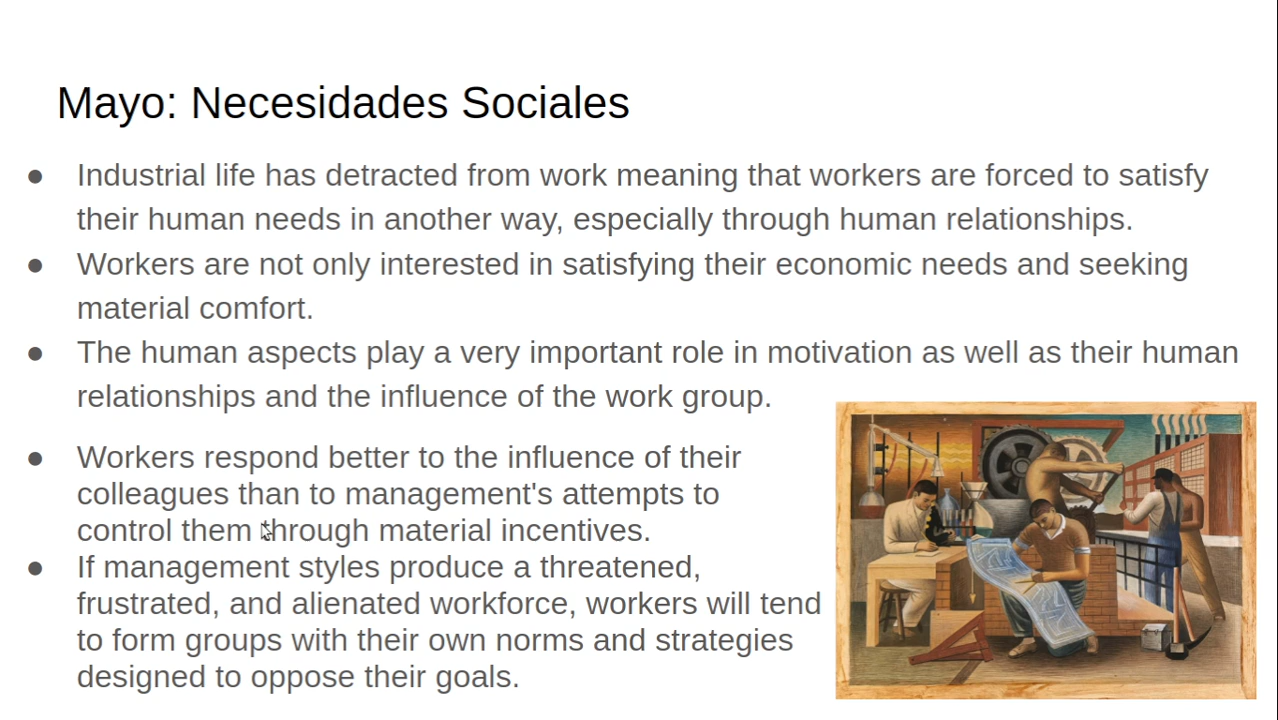 Mayo: Necesidades Sociales
● Industrial life has detracted from work meaning that workers are forced to satisfy
their human needs in another way, especially through human relationships.
● Workers are not only interested in satisfying their economic needs and seeking
material comfort.
● The human aspects play a very important role in motivation as well as their human
relationships and the influence of the work group.
● Workers respond better to the influence of their
colleagues than to management's attempts to
control them through material incentives.
● If management styles produce a threatened,
frustrated, and alienated workforce, workers will tend
to form groups with their own norms and strategies
designed to oppose their goals.